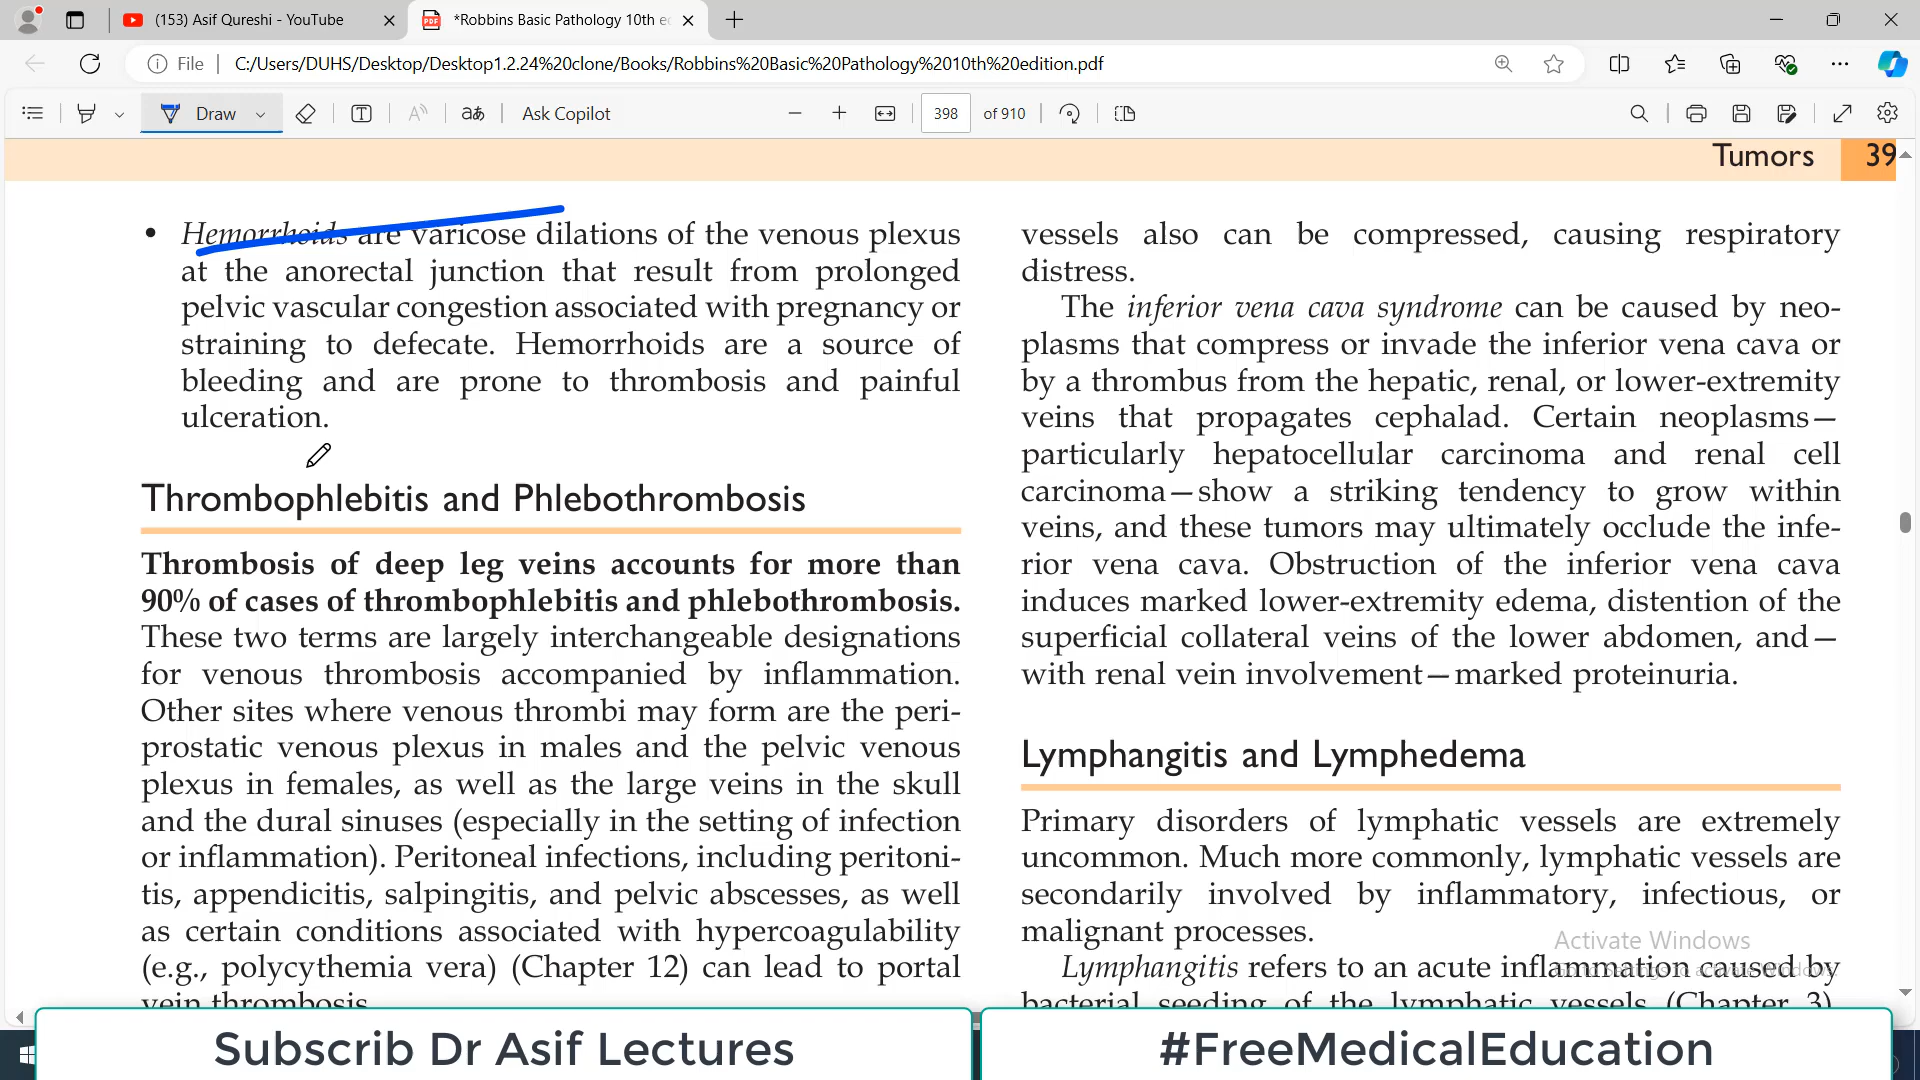 (153) Asif Qureshi - YouTube
*Robbins Basic Pathology 10th e
File
C:/Users/DUHS/Desktop/Desktop1.2.24%20clone/Books/Robbins%20Basic%20Pathology%2010th%20edition.pdf
Draw
Ask Copilot
398 of 910
Tumors 39
• Hemorrhoids are varicose dilations of the venous plexus
at the anorectal junction that result from prolonged
pelvic vascular congestion associated with pregnancy or
straining to defecate. Hemorrhoids are a source of
bleeding and are prone to thrombosis and painful
ulceration.
Thrombophlebitis and Phlebothrombosis
Thrombosis of deep leg veins accounts for more than
90% of cases of thrombophlebitis and phlebothrombosis.
These two terms are largely interchangeable designations
for venous thrombosis accompanied by inflammation.
Other sites where venous thrombi may form are the peri-
prostatic venous plexus in males and the pelvic venous
plexus in females, as well as the large veins in the skull
and the dural sinuses (especially in the setting of infection
or inflammation). Peritoneal infections, including peritoni-
tis, appendicitis, salpingitis, and pelvic abscesses, as well
as certain conditions associated with hypercoagulability
(e.g., polycythemia vera) (Chapter 12) can lead to portal
vein thrombosis.
vessels also can be compressed, causing respiratory
distress.
The inferior vena cava syndrome can be caused by neo-
plasms that compress or invade the inferior vena cava or
by a thrombus from the hepatic, renal, or lower-extremity
veins that propagates cephalad. Certain neoplasms—
particularly hepatocellular carcinoma and renal cell
carcinoma—show a striking tendency to grow within
veins, and these tumors may ultimately occlude the infe-
rior vena cava. Obstruction of the inferior vena cava
induces marked lower-extremity edema, distention of the
superficial collateral veins of the lower abdomen, and—
with renal vein involvement—marked proteinuria.
Lymphangitis and Lymphedema
Primary disorders of lymphatic vessels are extremely
uncommon. Much more commonly, lymphatic vessels are
secondarily involved by inflammatory, infectious, or
malignant processes.
Activate Windows
Lymphangitis refers to an acute inflammation caused by
bacterial seeding of the lymphatic vessels (Chapter 3).
Subscrib Dr Asif Lectures
#FreeMedicalEducation